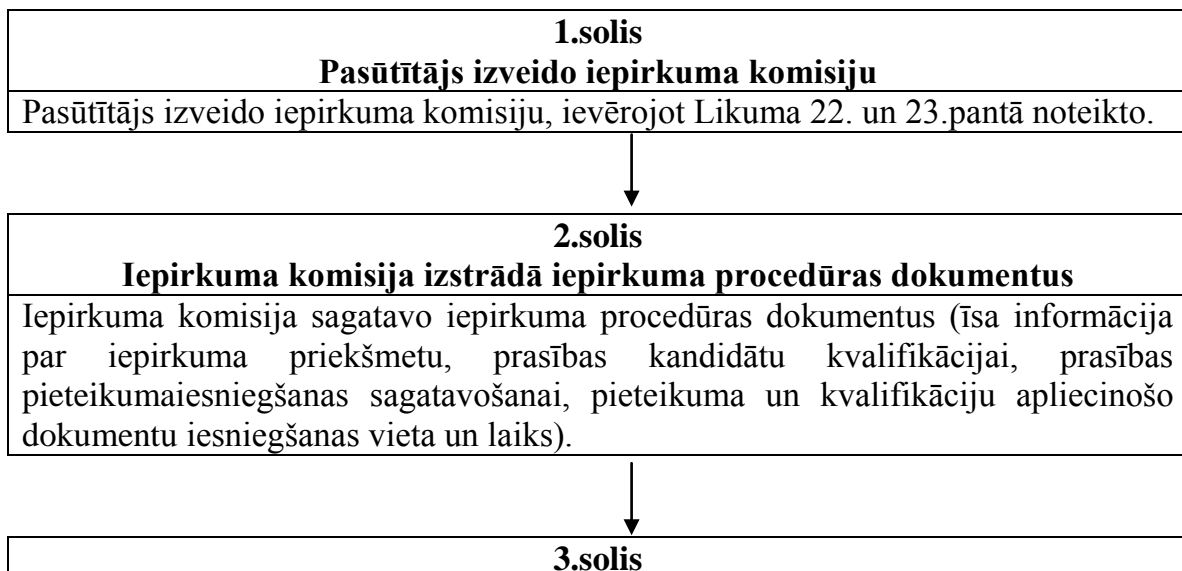 1.solis
Pasūtītājs izveido iepirkuma komisiju
Pasūtītājs izveido iepirkuma komisiju, ievērojot Likuma 22. un 23.pantā noteikto.
2.solis
Iepirkuma komisija izstrādā iepirkuma procedūras dokumentus
Iepirkuma komisija sagatavo iepirkuma procedūras dokumentus (īsa informācija
par iepirkuma priekšmetu, prasības kandidātu kvalifikācijai, prasības
pieteikumaiesniegšanas sagatavošanai, pieteikuma un kvalifikāciju apliecinošo
dokumentu iesniegšanas vieta un laiks).
3.solis